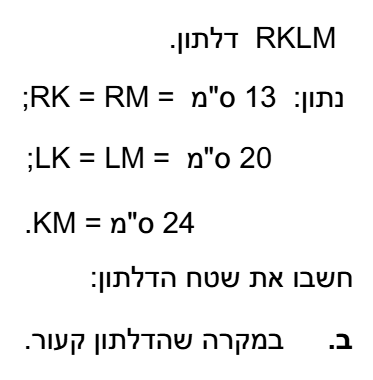 RKLM דלתון.
נתון: 13 ס"מ = RK = RM;
20 ס"מ = LK = LM;
24 ס"מ = KM.
חשבו את שטח הדלתון:
ב. במקרה שהדלתון קעור.